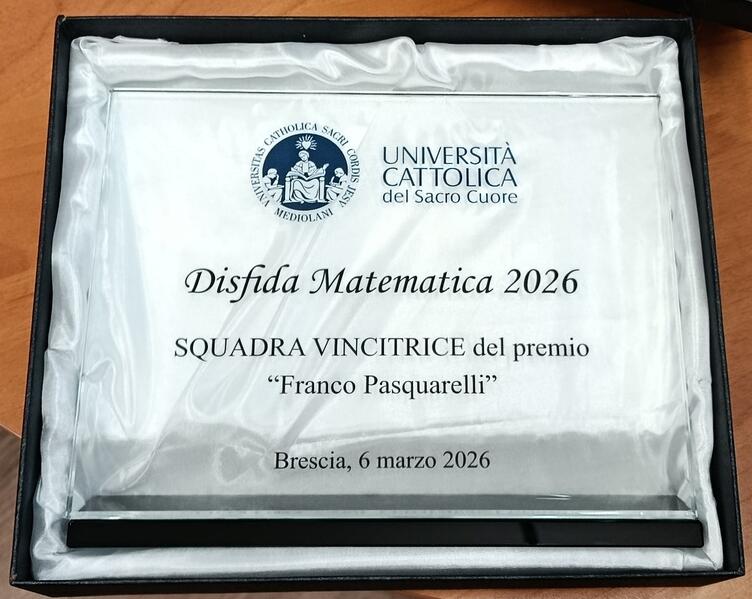 UNIVERSITAS CATHOLICA SACRI CORDIS JESU
MEDIOLANI
UNIVERSITÀ
CATTOLICA
del Sacro Cuore
Disfida Matematica 2026
SQUADRA VINCITRICE del premio
“Franco Pasquarelli”
Brescia, 6 marzo 2026